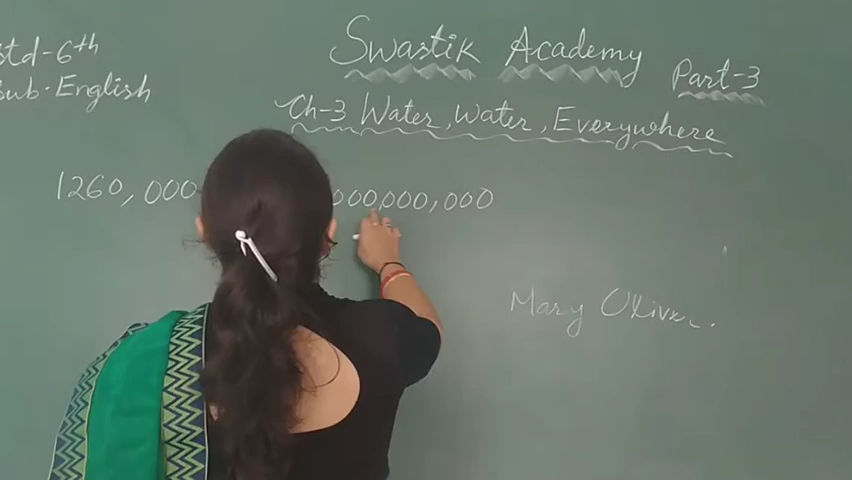 std-6th
Sub. English
Swastik Academy
Part-3
Ch-3 Water, Water, Everywhere
1260, 000
000,000, 000
Mary Oliver.